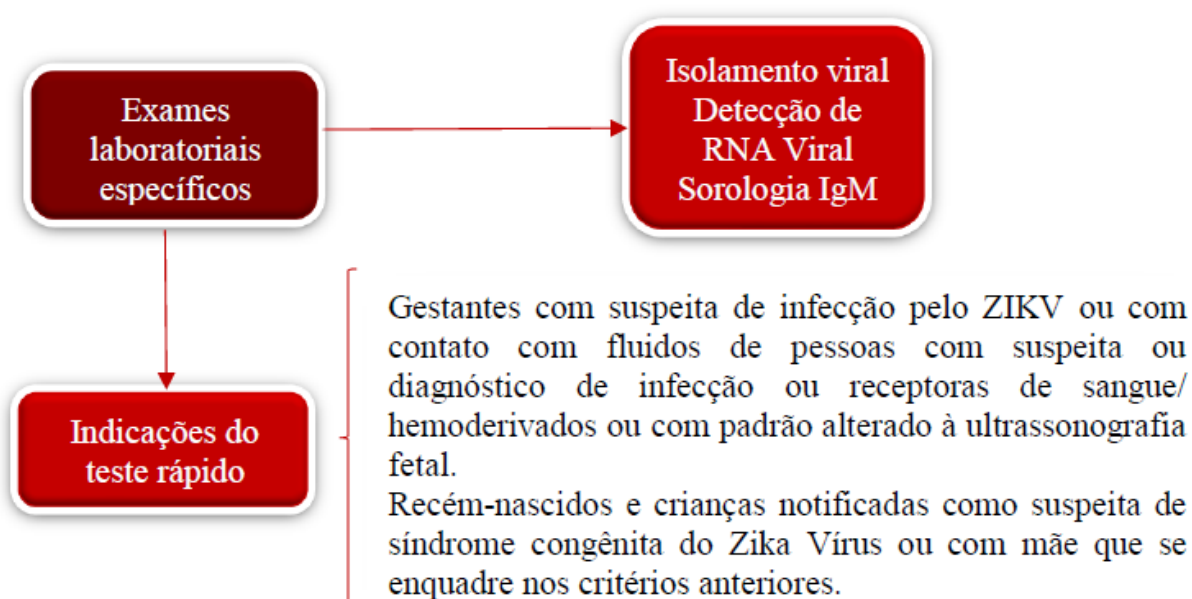 Exames
laboratoriais
específicos
Isolamento viral
Detecção de
RNA Viral
Sorologia IgM
Indicações do
teste rápido
Gestantes com suspeita de infecção pelo ZIKV ou com
contato com fluidos de pessoas com suspeita ou
diagnóstico de infecção ou receptoras de sangue/
hemoderivados ou com padrão alterado à ultrassonografia
fetal.
Recém-nascidos e crianças notificadas como suspeita de
síndrome congênita do Zika Vírus ou com mãe que se
enquadre nos critérios anteriores.